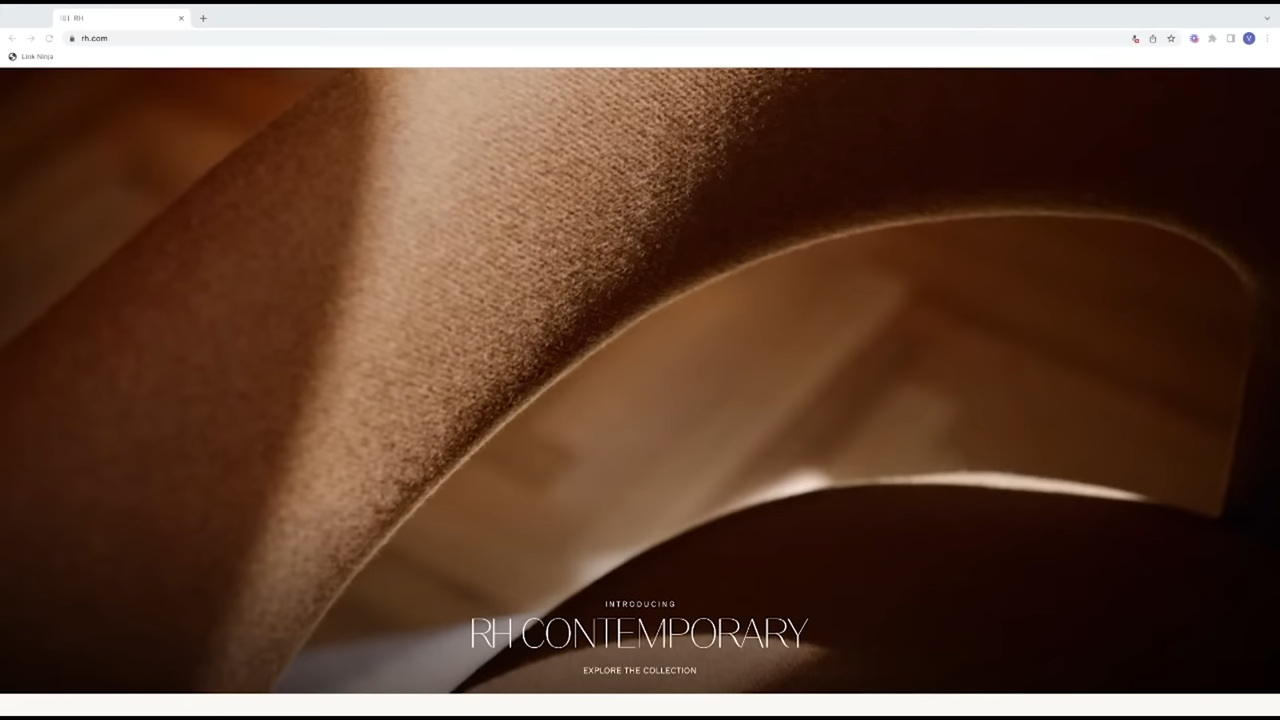 RH
rh.com
Link Ninja
V
INTRODUCING
RH CONTEMPORARY
EXPLORE THE COLLECTION